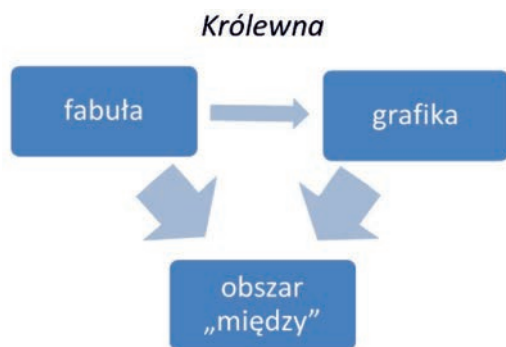 Królewna
fabuła
grafika
obszar
„między”